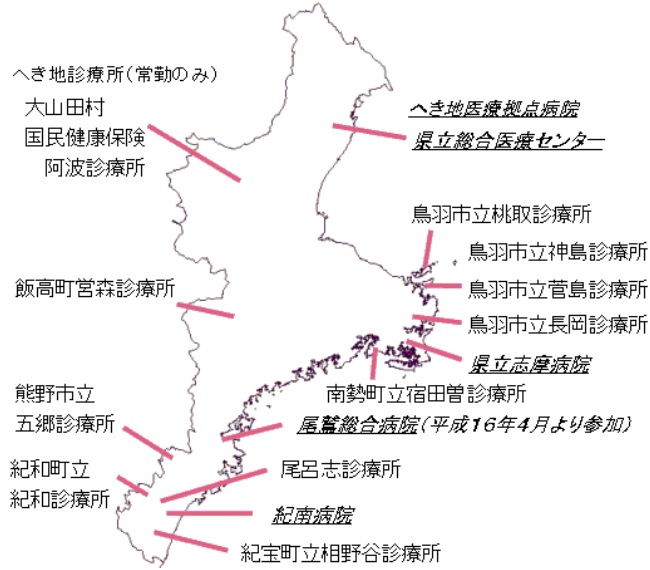 へき地診療所(常勤のみ)
大山田村
国民健康保険
阿波診療所
へき地医療拠点病院
県立総合医療センター
鳥羽市立桃取診療所
鳥羽市立神島診療所
飯高町営森診療所
鳥羽市立菅島診療所
鳥羽市立長岡診療所
県立志摩病院
南勢町立宿田曽診療所
熊野市立
五郷診療所
尾鷲総合病院(平成16年4月より参加)
紀和町立
紀和診療所
尾呂志診療所
紀南病院
紀宝町立相野谷診療所